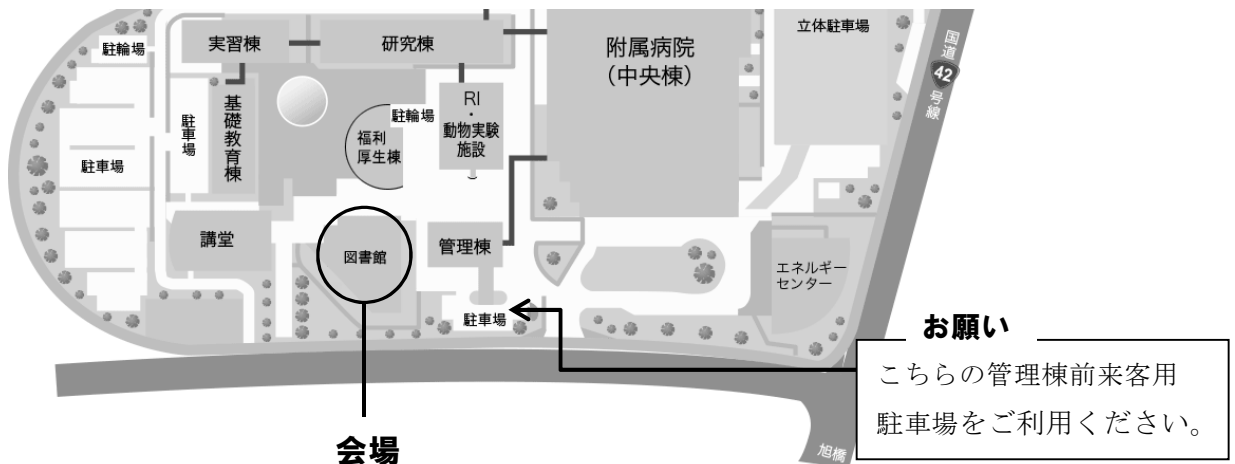 実習棟
研究棟
附属病院
（中央棟）
立体駐車場
国道
42
号線
駐輪場
基礎教育棟
駐車場
駐車場
福利
厚生棟
駐輪場
RI
・
動物実験
施設
講堂
図書館
管理棟
エネルギー
センター
駐車場
お願い
こちらの管理棟前来客用
駐車場をご利用ください。
会場
旭橋